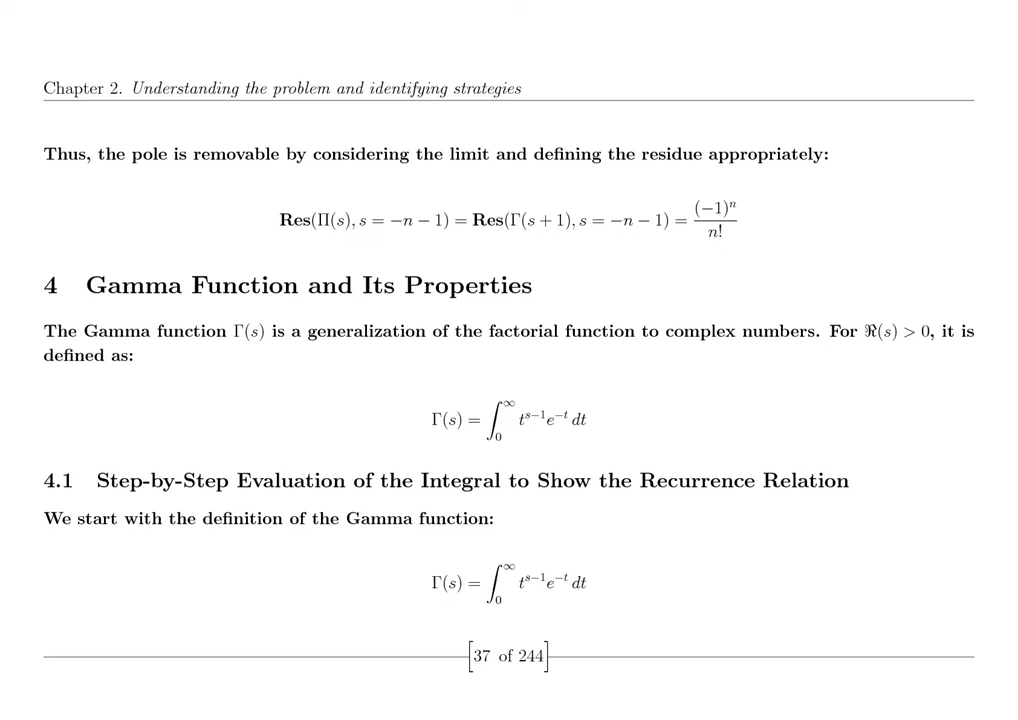 Chapter 2. Understanding the problem and identifying strategies
Thus, the pole is removable by considering the limit and defining the residue appropriately:
Res(Π(s), s = −n − 1) = Res(Γ(s + 1), s = −n − 1) = (−1)^n / n!
4 Gamma Function and Its Properties
The Gamma function Γ(s) is a generalization of the factorial function to complex numbers. For ℜ(s) > 0, it is
defined as:
Γ(s) = ∫_0^∞ t^{s−1} e^{−t} dt
4.1 Step-by-Step Evaluation of the Integral to Show the Recurrence Relation
We start with the definition of the Gamma function:
Γ(s) = ∫_0^∞ t^{s−1} e^{−t} dt
[37 of 244]